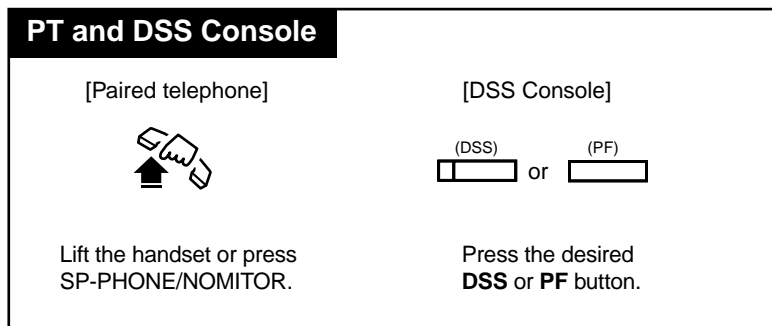 PT and DSS Console
[Paired telephone]
[DSS Console]
(DSS)
(PF)
or
Lift the handset or press
SP-PHONE/NOMITOR.
Press the desired
DSS or PF button.